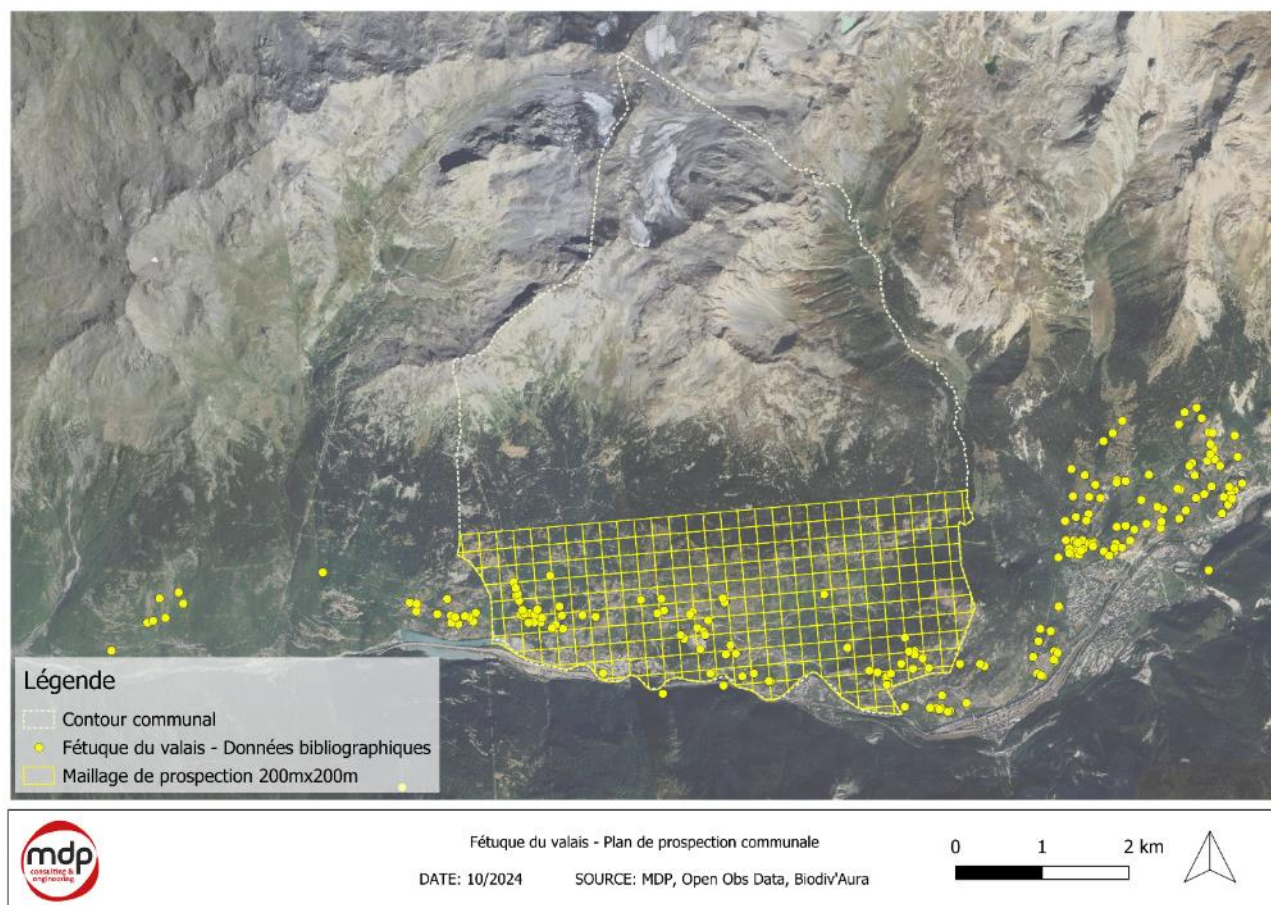 Légende
Contour communal
Fétuque du valais - Données bibliographiques
Maillage de prospection 200mx200m
mdp
consulting &
engineering
Fétuque du valais - Plan de prospection communale
DATE: 10/2024 SOURCE: MDP, Open Obs Data, Biodiv'Aura
0 1 2 km